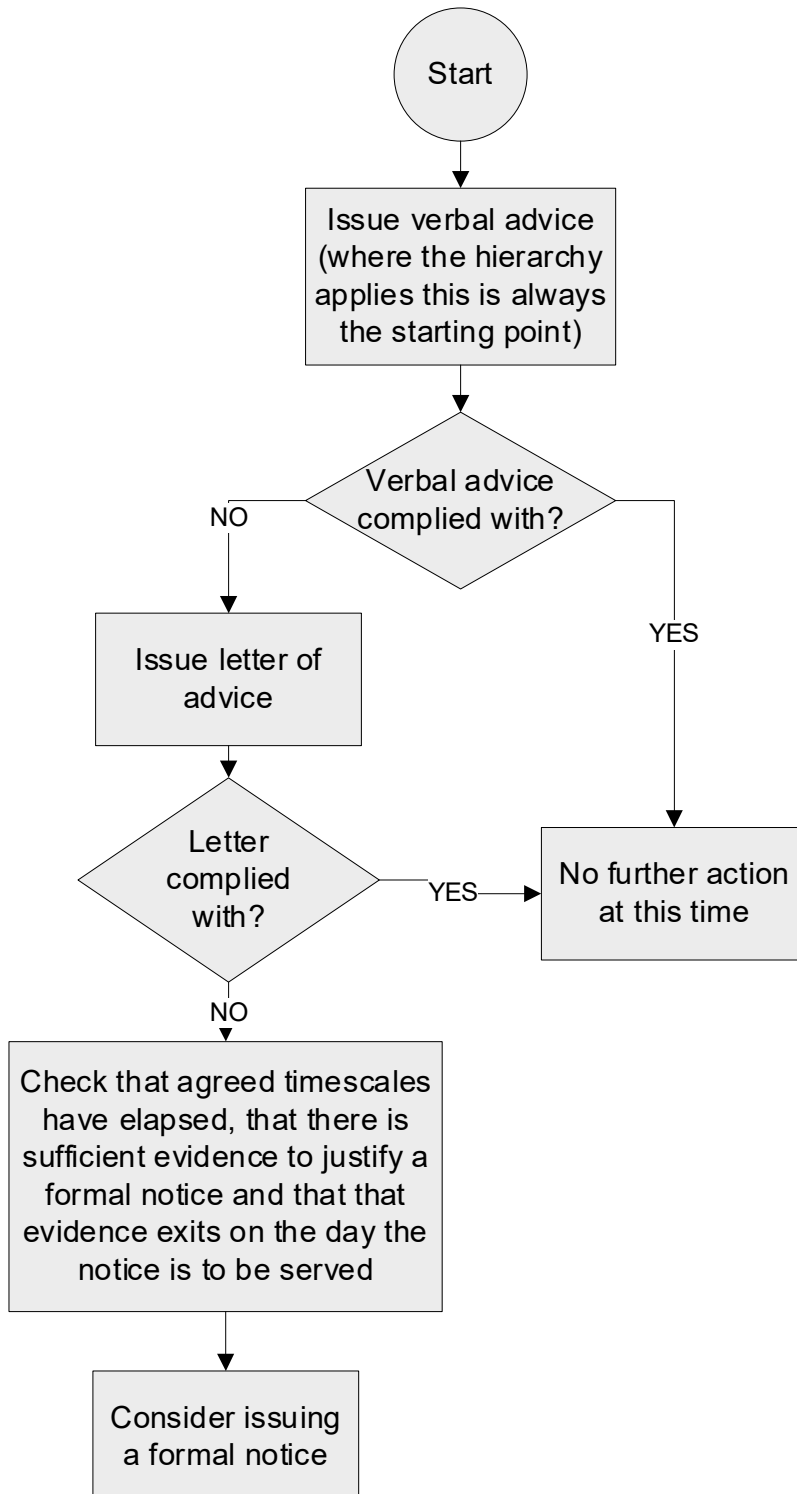 Start
Issue verbal advice
(where the hierarchy
applies this is always
the starting point)
Verbal advice
complied with?
NO
YES
Issue letter of
advice
Letter
complied
with?
YES
No further action
at this time
NO
Check that agreed timescales
have elapsed, that there is
sufficient evidence to justify a
formal notice and that that
evidence exits on the day the
notice is to be served
Consider issuing
a formal notice